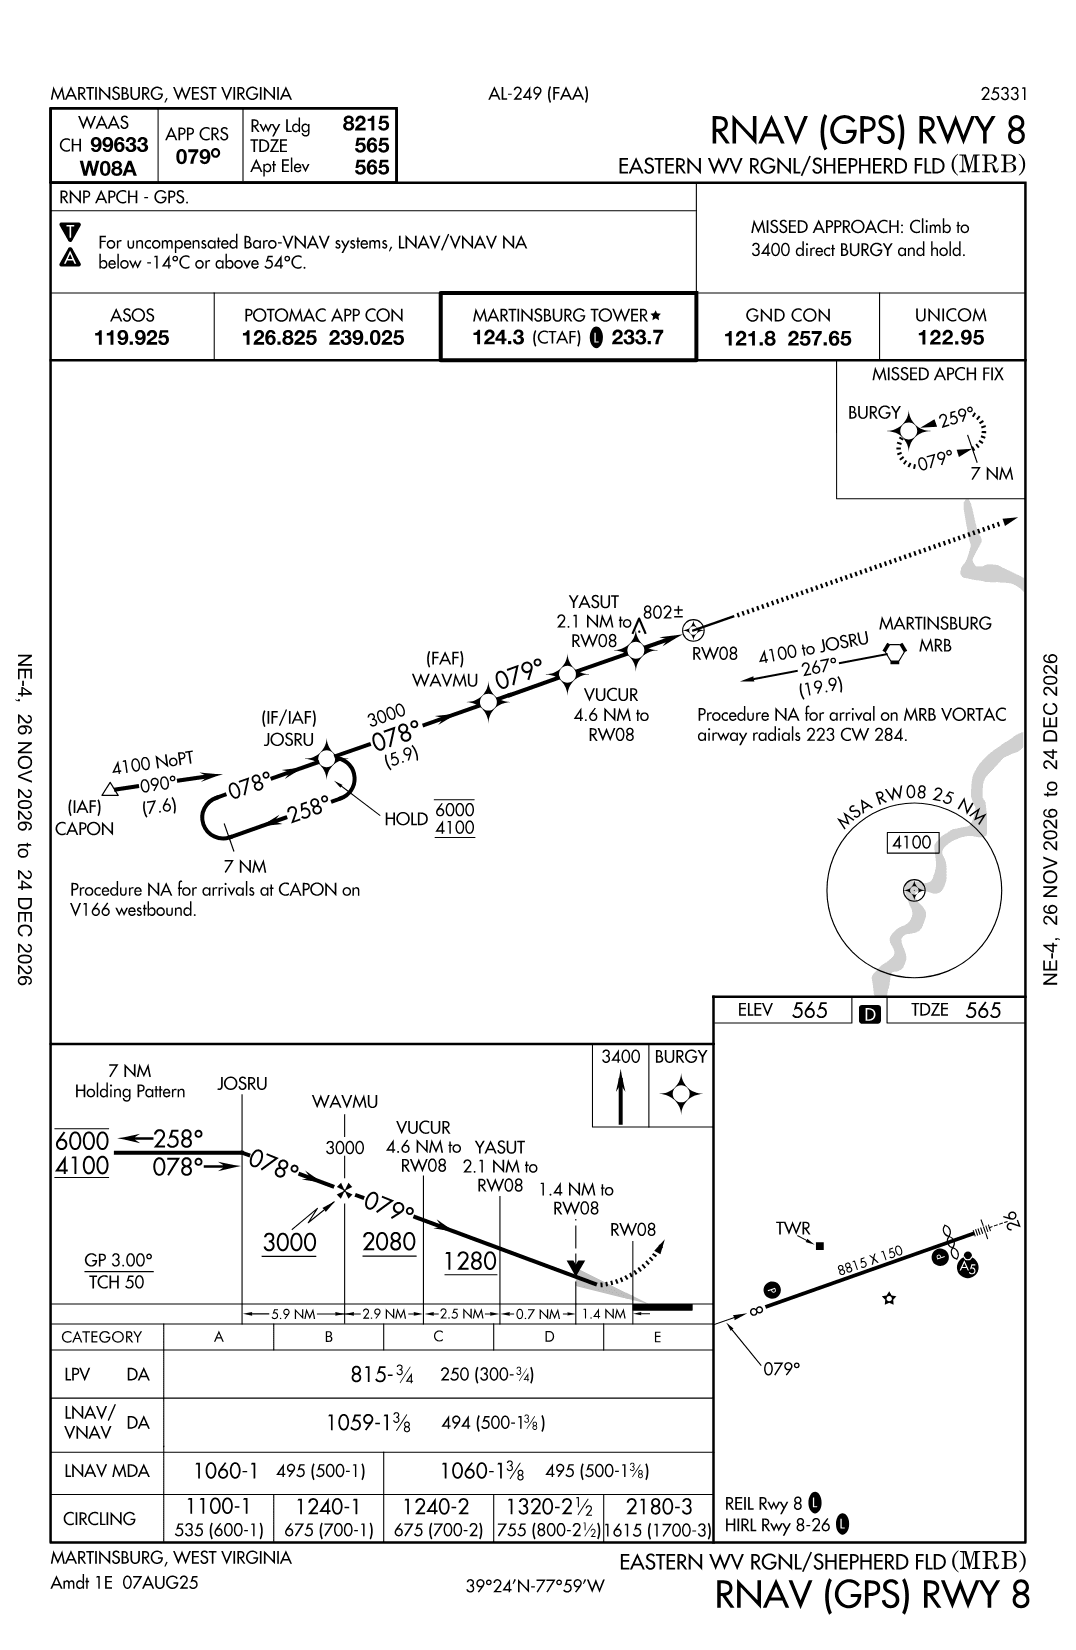 MARTINSBURG, WEST VIRGINIA
AL-249 (FAA)
25331
WAAS
CH 99633
W08A
APP CRS
079°
Rwy Ldg 8215
TDZE 565
Apt Elev 565
RNAV (GPS) RWY 8
EASTERN WV RGNL/SHEPHERD FLD (MRB)
RNP APCH - GPS.
T
A
For uncompensated Baro-VNAV systems, LNAV/VNAV NA
below -14°C or above 54°C.
MISSED APPROACH: Climb to
3400 direct BURGY and hold.
ASOS
119.925
POTOMAC APP CON
126.825 239.025
MARTINSBURG TOWER★
124.3 (CTAF) L 233.7
GND CON
121.8 257.65
UNICOM
122.95
MISSED APCH FIX
BURGY
259°
079°
7 NM
YASUT
2.1 NM to
RW08
802±
RW08
MARTINSBURG
MRB
4100 to JOSRU
267°
(19.9)
Procedure NA for arrival on MRB VORTAC
airway radials 223 CW 284.
(FAF)
WAVMU
079°
VUCUR
4.6 NM to
RW08
(IF/IAF)
JOSRU
3000
078°
(5.9)
4100 NoPT
090°
(7.6)
(IAF)
CAPON
078°
258°
HOLD 6000
4100
7 NM
Procedure NA for arrivals at CAPON on
V166 westbound.
MSA RW08 25 NM
4100
NE-4, 26 NOV 2026 to 24 DEC 2026
NE-4, 26 NOV 2026 to 24 DEC 2026
ELEV 565
D
TDZE 565
7 NM
Holding Pattern
JOSRU
6000
4100
258°
078°
078°
WAVMU
3000
079°
VUCUR
4.6 NM to
RW08
YASUT
2.1 NM to
RW08
1.4 NM to
RW08
RW08
3400
BURGY
GP 3.00°
TCH 50
3000
2080
1280
5.9 NM
2.9 NM
2.5 NM
0.7 NM
1.4 NM
TWR
8815 X 150
P
P
A5
8
26
079°
REIL Rwy 8 L
HIRL Rwy 8-26 L
CATEGORY A B C D E
LPV DA 815-¾ 250 (300-¾)
LNAV/
VNAV DA 1059-1⅜ 494 (500-1⅜)
LNAV MDA 1060-1 495 (500-1) 1060-1⅜ 495 (500-1⅜)
CIRCLING
1100-1
535 (600-1)
1240-1
675 (700-1)
1240-2
675 (700-2)
1320-2½
755 (800-2½)
2180-3
1615 (1700-3)
MARTINSBURG, WEST VIRGINIA
Amdt 1E 07AUG25
39°24'N-77°59'W
EASTERN WV RGNL/SHEPHERD FLD (MRB)
RNAV (GPS) RWY 8